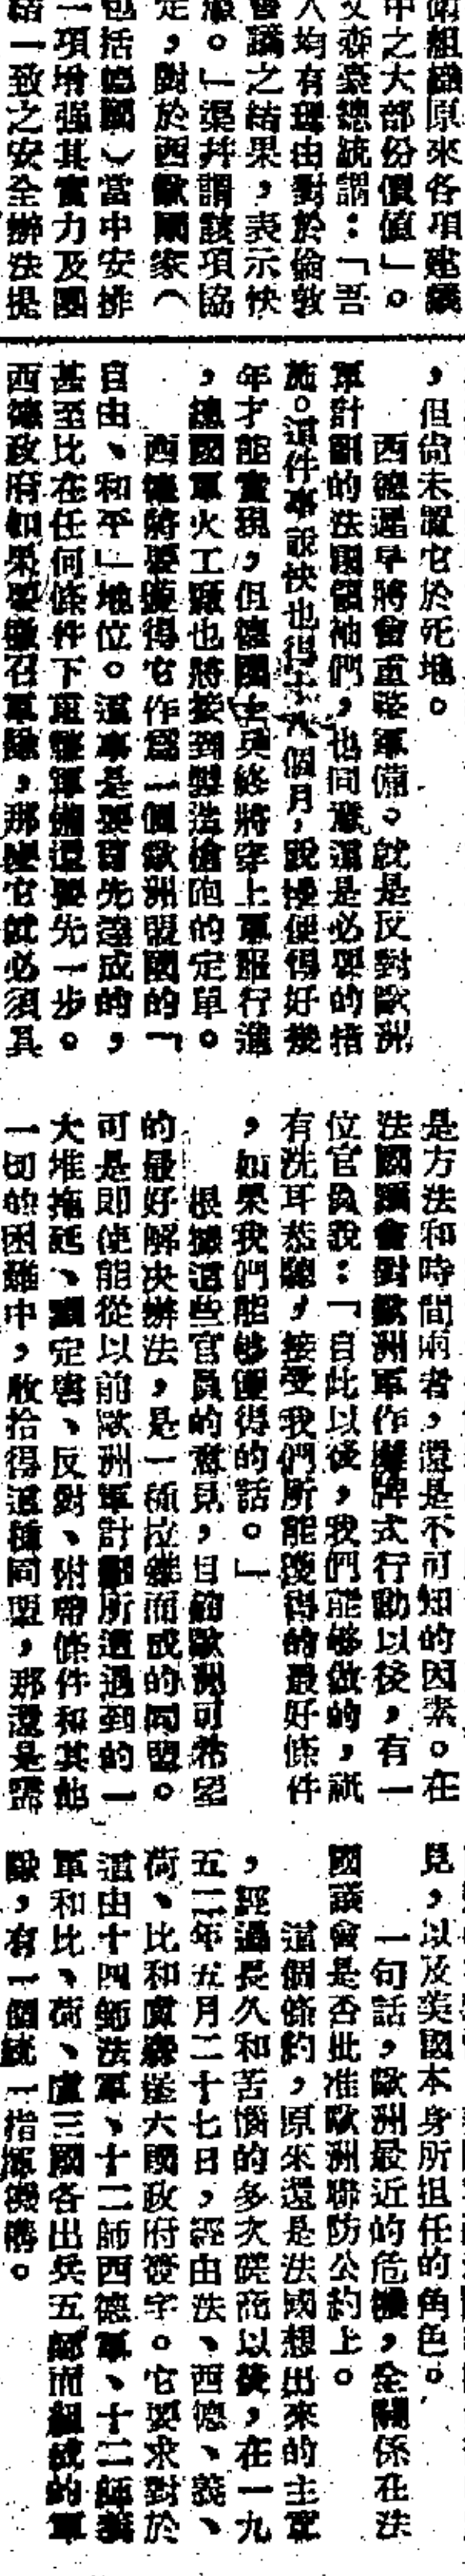 衛組織原來各項建議
中之大部份價值」。
艾森豪總統謂：「吾
人均有理由對於倫敦
會議之結果，表示快
慰。」渠幷謂該項協
定，對於西歐國家（
包括德國）當中安排
一項增强其實力及團
結一致之安全辦法提
，但尚未置它於死地。
西德遲早將會重整軍備。就是反對歐洲
軍計劃的法國領袖們，也同意這是必要的措
施。這件事說快也得十八個月，說慢便得好幾
年才能實現，但德國士兵終將穿上軍服行進
，德國軍火工廠也將接到製造槍砲的定單。
西德將要獲得它作爲一個歐洲盟國的「
自由、和平」地位。這事是要首先達成的，
甚至比在任何條件下重整軍備還要先一步。
西德政府如果要徵召軍隊，那麼它就必須具
是方法和時間兩者，還是不可知的因素。在
法國議會對歐洲軍作攤牌式行動以後，有一
位官員說：「自此以後，我們能够做的，祇
有洗耳恭聽，接受我們所能獲得的最好條件
，如果我們能够獲得的話。」
根據這些官員的意見，目前歐洲可希望
的最好解决辦法，是一種拉雜而成的同盟。
可是即使能從以前歐洲軍計劃所遭遇到的一
大堆拖延、否定書、反對、附帶條件和其他
一切的困難中，收拾得這種同盟，那還是需
見，以及美國本身所担任的角色。
一句話，歐洲最近的危機，全關係在法
國議會是否批准歐洲聯防公約上。
這個條約，原來還是法國想出來的主意
，經過長久和苦惱的多次磋商以後，在一九
五二年五月二十七日，經由法、西德、義、
荷、比和盧森堡六國政府簽字。它要求對於
這由十四師法軍、十二師西德軍、十二師義
軍和比、荷、盧三國各出兵五師而組成的軍
隊，有一個統一指揮機構。